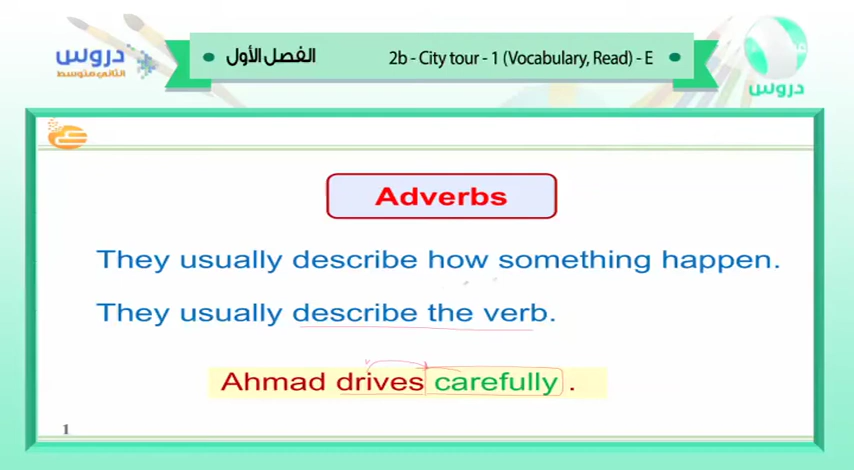 دروس
الثاني متوسط
الفصل الأول
2b - City tour - 1 (Vocabulary, Read) - E
دروس
Adverbs
They usually describe how something happen.
They usually describe the verb.
Ahmad drives carefully .
1